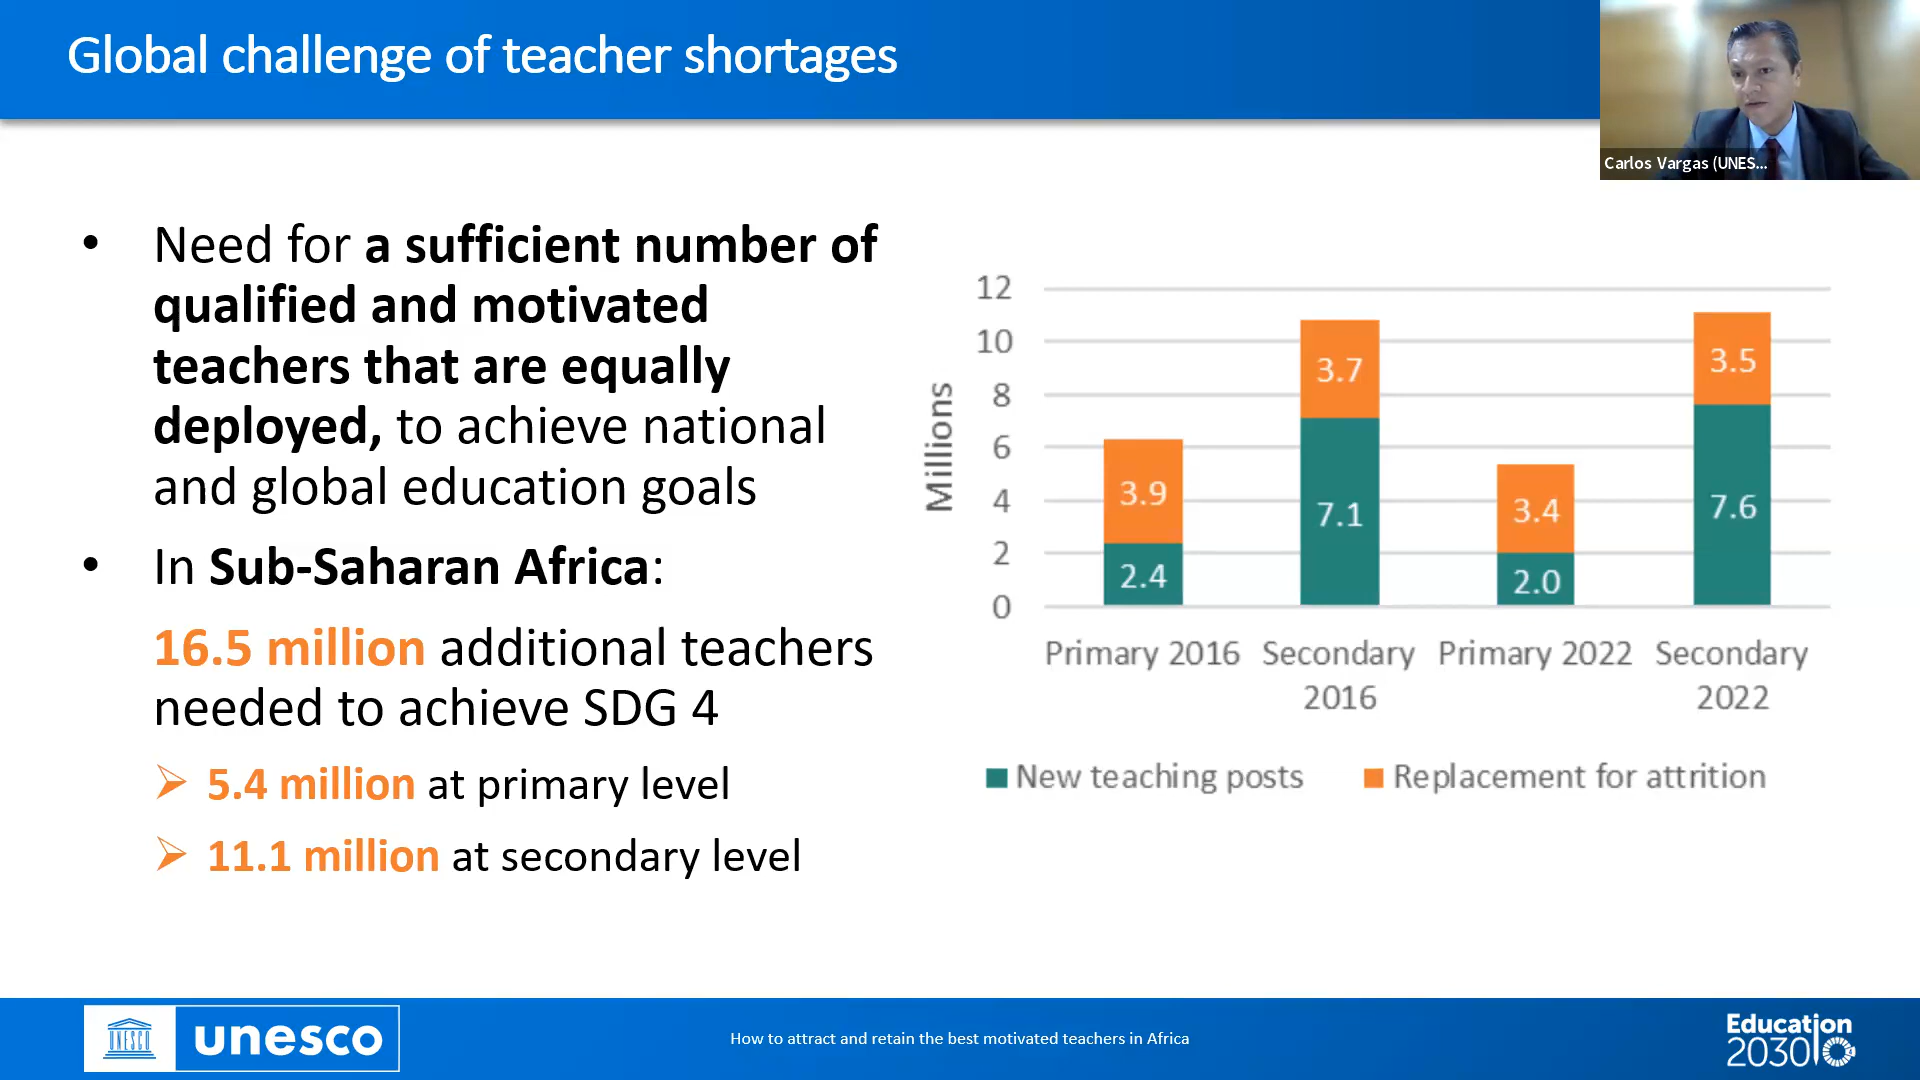 Global challenge of teacher shortages
Carlos Vargas (UNES...
• Need for a sufficient number of
qualified and motivated
teachers that are equally
deployed, to achieve national
and global education goals
• In Sub-Saharan Africa:
16.5 million additional teachers
needed to achieve SDG 4
➢ 5.4 million at primary level
➢ 11.1 million at secondary level
Millions
12
10
8
6
4
2
0
3.9
2.4
3.7
7.1
3.4
2.0
3.5
7.6
Primary 2016
Secondary
2016
Primary 2022
Secondary
2022
New teaching posts
Replacement for attrition
UNESCO
unesco
How to attract and retain the best motivated teachers in Africa
Education
2030